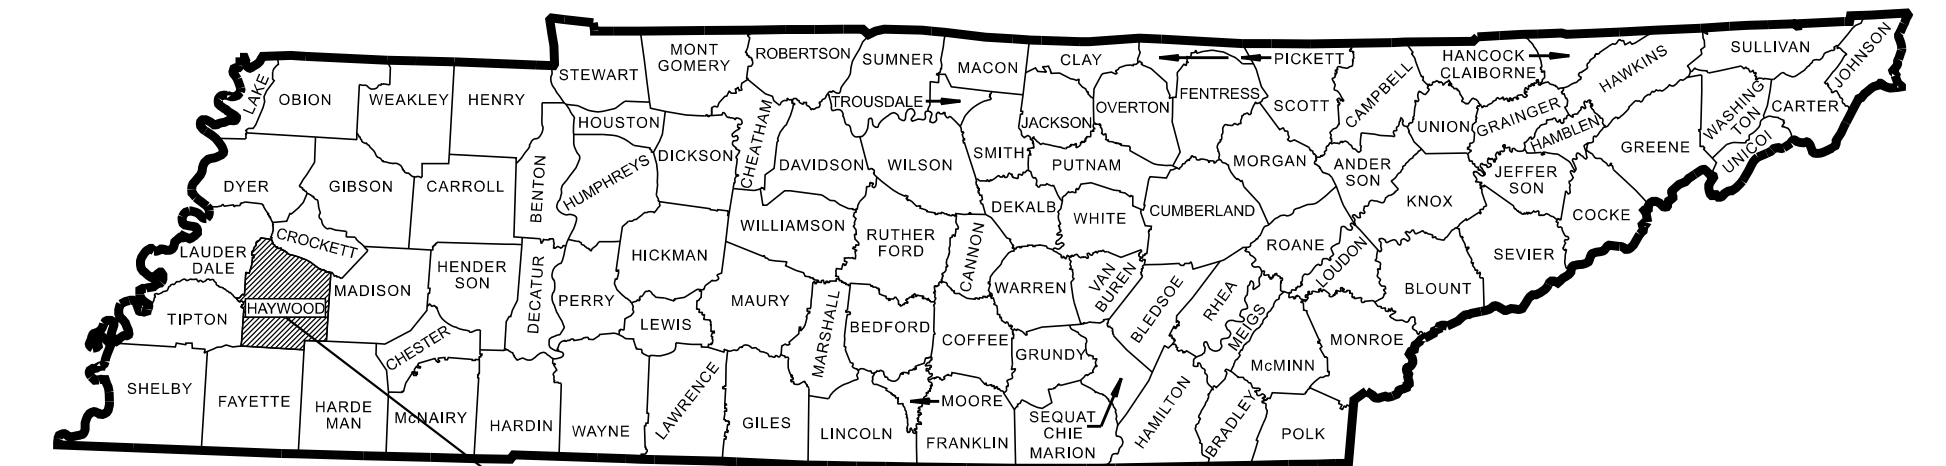 MONT
GOMERY
ROBERTSON
SUMNER
MACON
CLAY
PICKETT
HANCOCK
CLAIBORNE
HAWKINS
SULLIVAN
JOHNSON
LAKE
OBION
WEAKLEY
HENRY
STEWART
HOUSTON
TROUSDALE
JACKSON
OVERTON
FENTRESS
SCOTT
CAMPBELL
UNION
GRAINGER
HAMBLEN
GREENE
WASHING
TON
CARTER
UNICOI
DYER
GIBSON
CARROLL
BENTON
HUMPHREYS
DICKSON
CHEATHAM
DAVIDSON
WILSON
SMITH
PUTNAM
MORGAN
ANDER
SON
KNOX
JEFFER
SON
COCKE
LAUDER
DALE
CROCKETT
HAYWOOD
MADISON
HENDER
SON
DECATUR
PERRY
HICKMAN
WILLIAMSON
RUTHER
FORD
CANNON
DEKALB
WHITE
CUMBERLAND
ROANE
LOUDON
BLOUNT
SEVIER
TIPTON
CHESTER
LEWIS
MAURY
MARSHALL
BEDFORD
COFFEE
WARREN
VAN
BUREN
BLEDSOE
RHEA
MEIGS
McMINN
MONROE
SHELBY
FAYETTE
HARDE
MAN
McNAIRY
HARDIN
WAYNE
LAWRENCE
GILES
LINCOLN
MOORE
FRANKLIN
GRUNDY
SEQUAT
CHIE
MARION
HAMILTON
BRADLEY
POLK